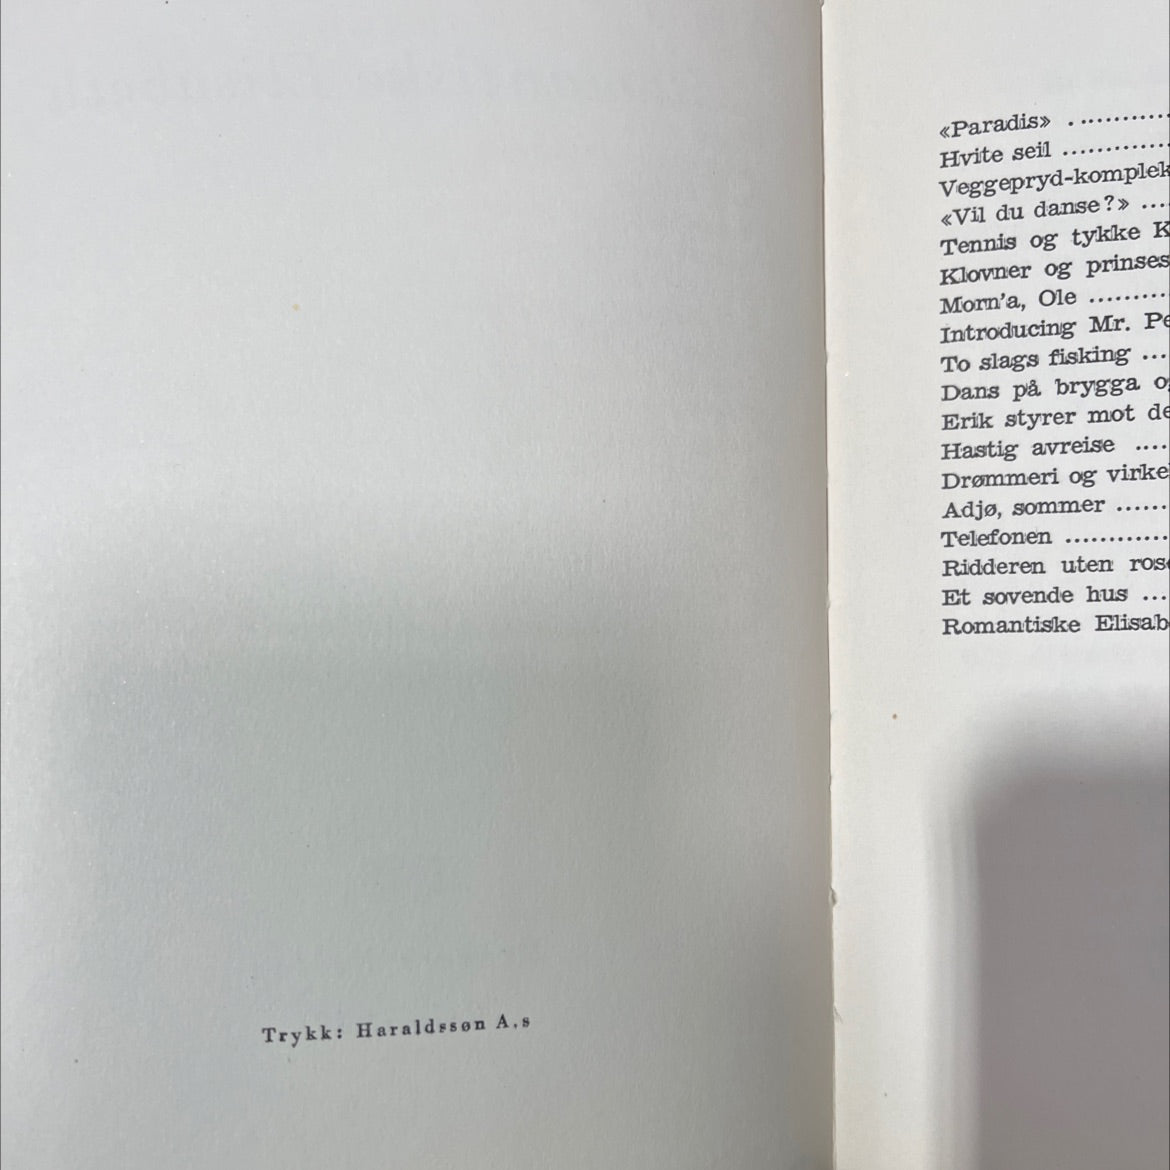 Trykk: Haraldssøn A.s
«Paradis» ............
Hvite seil ............
Veggepryd-komplek
«Vil du danse?» ....
Tennis og tykke K
Klovner og prinses
Morn'a, Ole ..........
Introducing Mr. Pe
To slags fisking ...
Dans på brygga o
Erik styrer mot de
Hastig avreise ....
Drømmeri og virke
Adjø, sommer ......
Telefonen ............
Ridderen uten rose
Et sovende hus ...
Romantiske Elisab